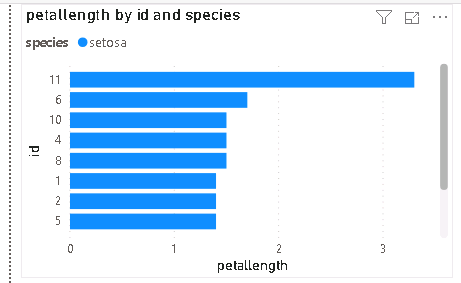 petallength by id and species
species setosa
11
6
10
4
8
1
2
5
id
0 1 2 3
petallength